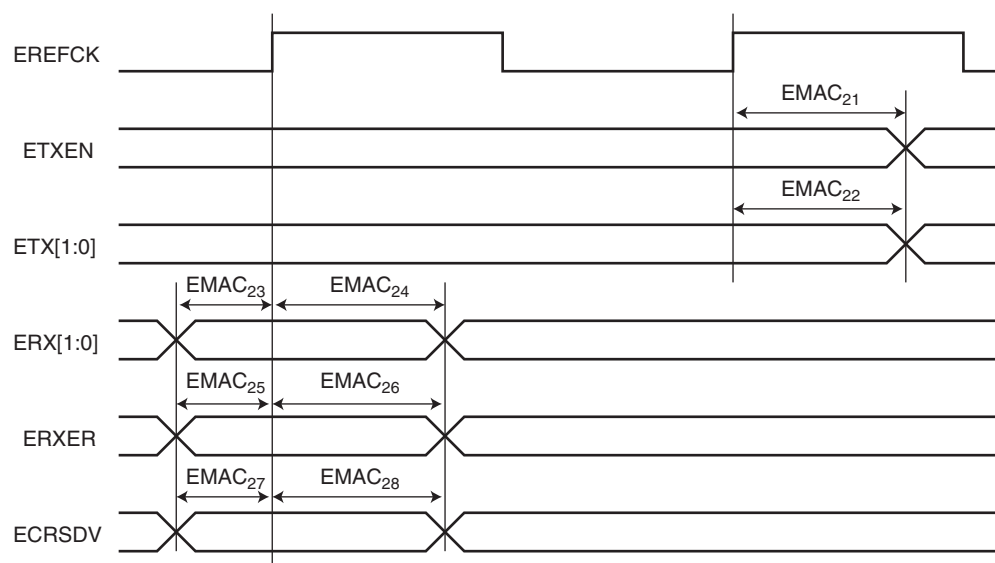 EREFCK
EMAC21
ETXEN
EMAC22
ETX[1:0]
EMAC23 EMAC24
ERX[1:0]
EMAC25 EMAC26
ERXER
EMAC27 EMAC28
ECRSDV